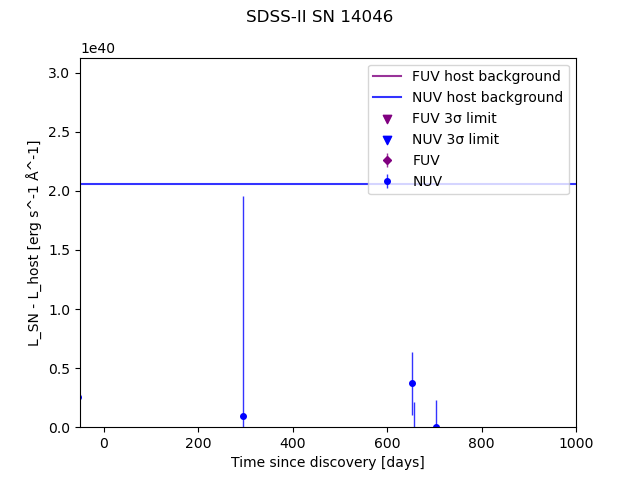 SDSS-II SN 14046
1e40
L_SN - L_host [erg s^-1 Å^-1]
3.0
2.5
2.0
1.5
1.0
0.5
0.0
FUV host background
NUV host background
FUV 3σ limit
NUV 3σ limit
FUV
NUV
0 200 400 600 800 1000
Time since discovery [days]